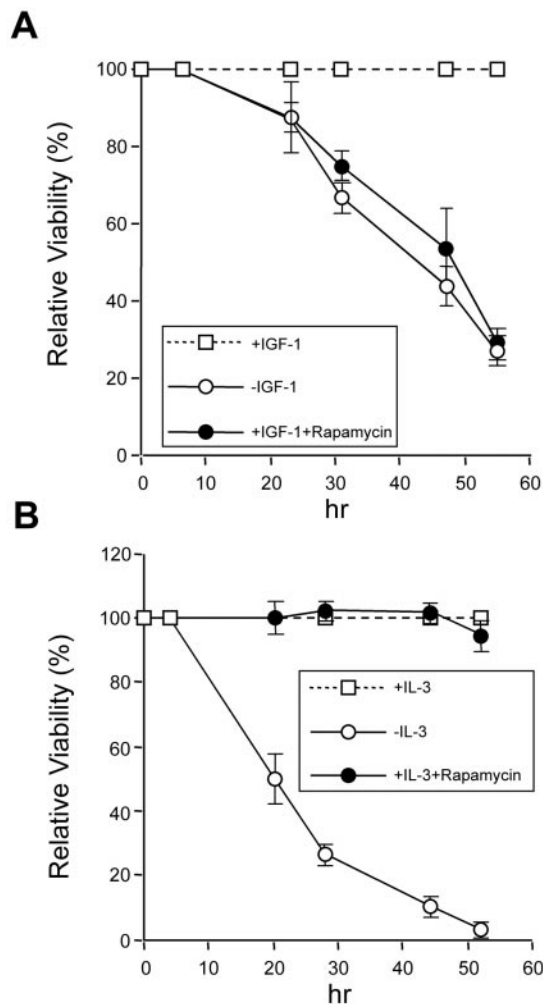 A
Relative Viability (%)
100
80
60
40
20
0
+IGF-1
-IGF-1
+IGF-1+Rapamycin
0 10 20 30 40 50 60
hr
B
Relative Viability (%)
120
100
80
60
40
20
0
+IL-3
-IL-3
+IL-3+Rapamycin
0 10 20 30 40 50 60
hr